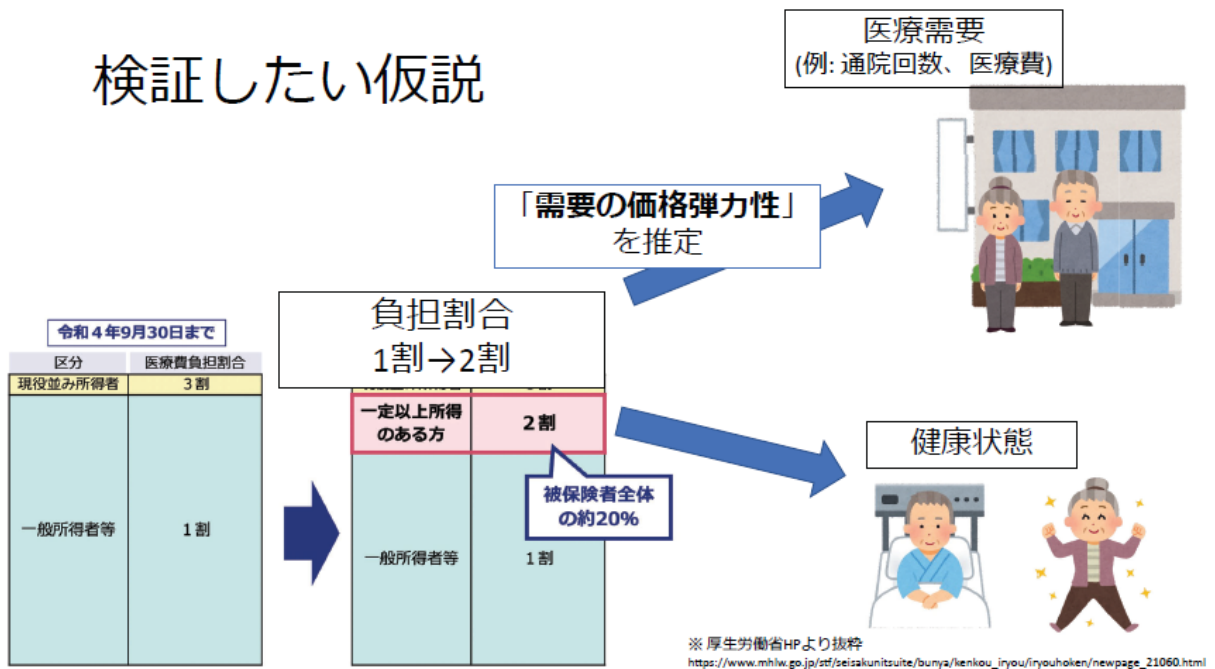 検証したい仮説
医療需要
(例: 通院回数、医療費)
「需要の価格弾力性」
を推定
負担割合
1割→2割
令和4年9月30日まで
区分 医療費負担割合
現役並み所得者 3割
一般所得者等 1割
一定以上所得
のある方 2割
被保険者全体
の約20%
一般所得者等 1割
健康状態
※ 厚生労働省HPより抜粋
https://www.mhlw.go.jp/stf/seisakunitsuite/bunya/kenkou_iryou/iryouhoken/newpage_21060.html